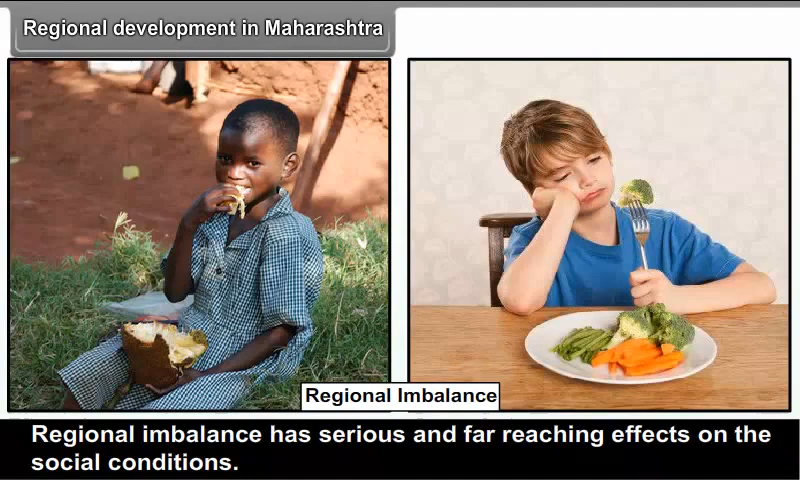 Regional development in Maharashtra
Regional Imbalance
Regional imbalance has serious and far reaching effects on the
social conditions.